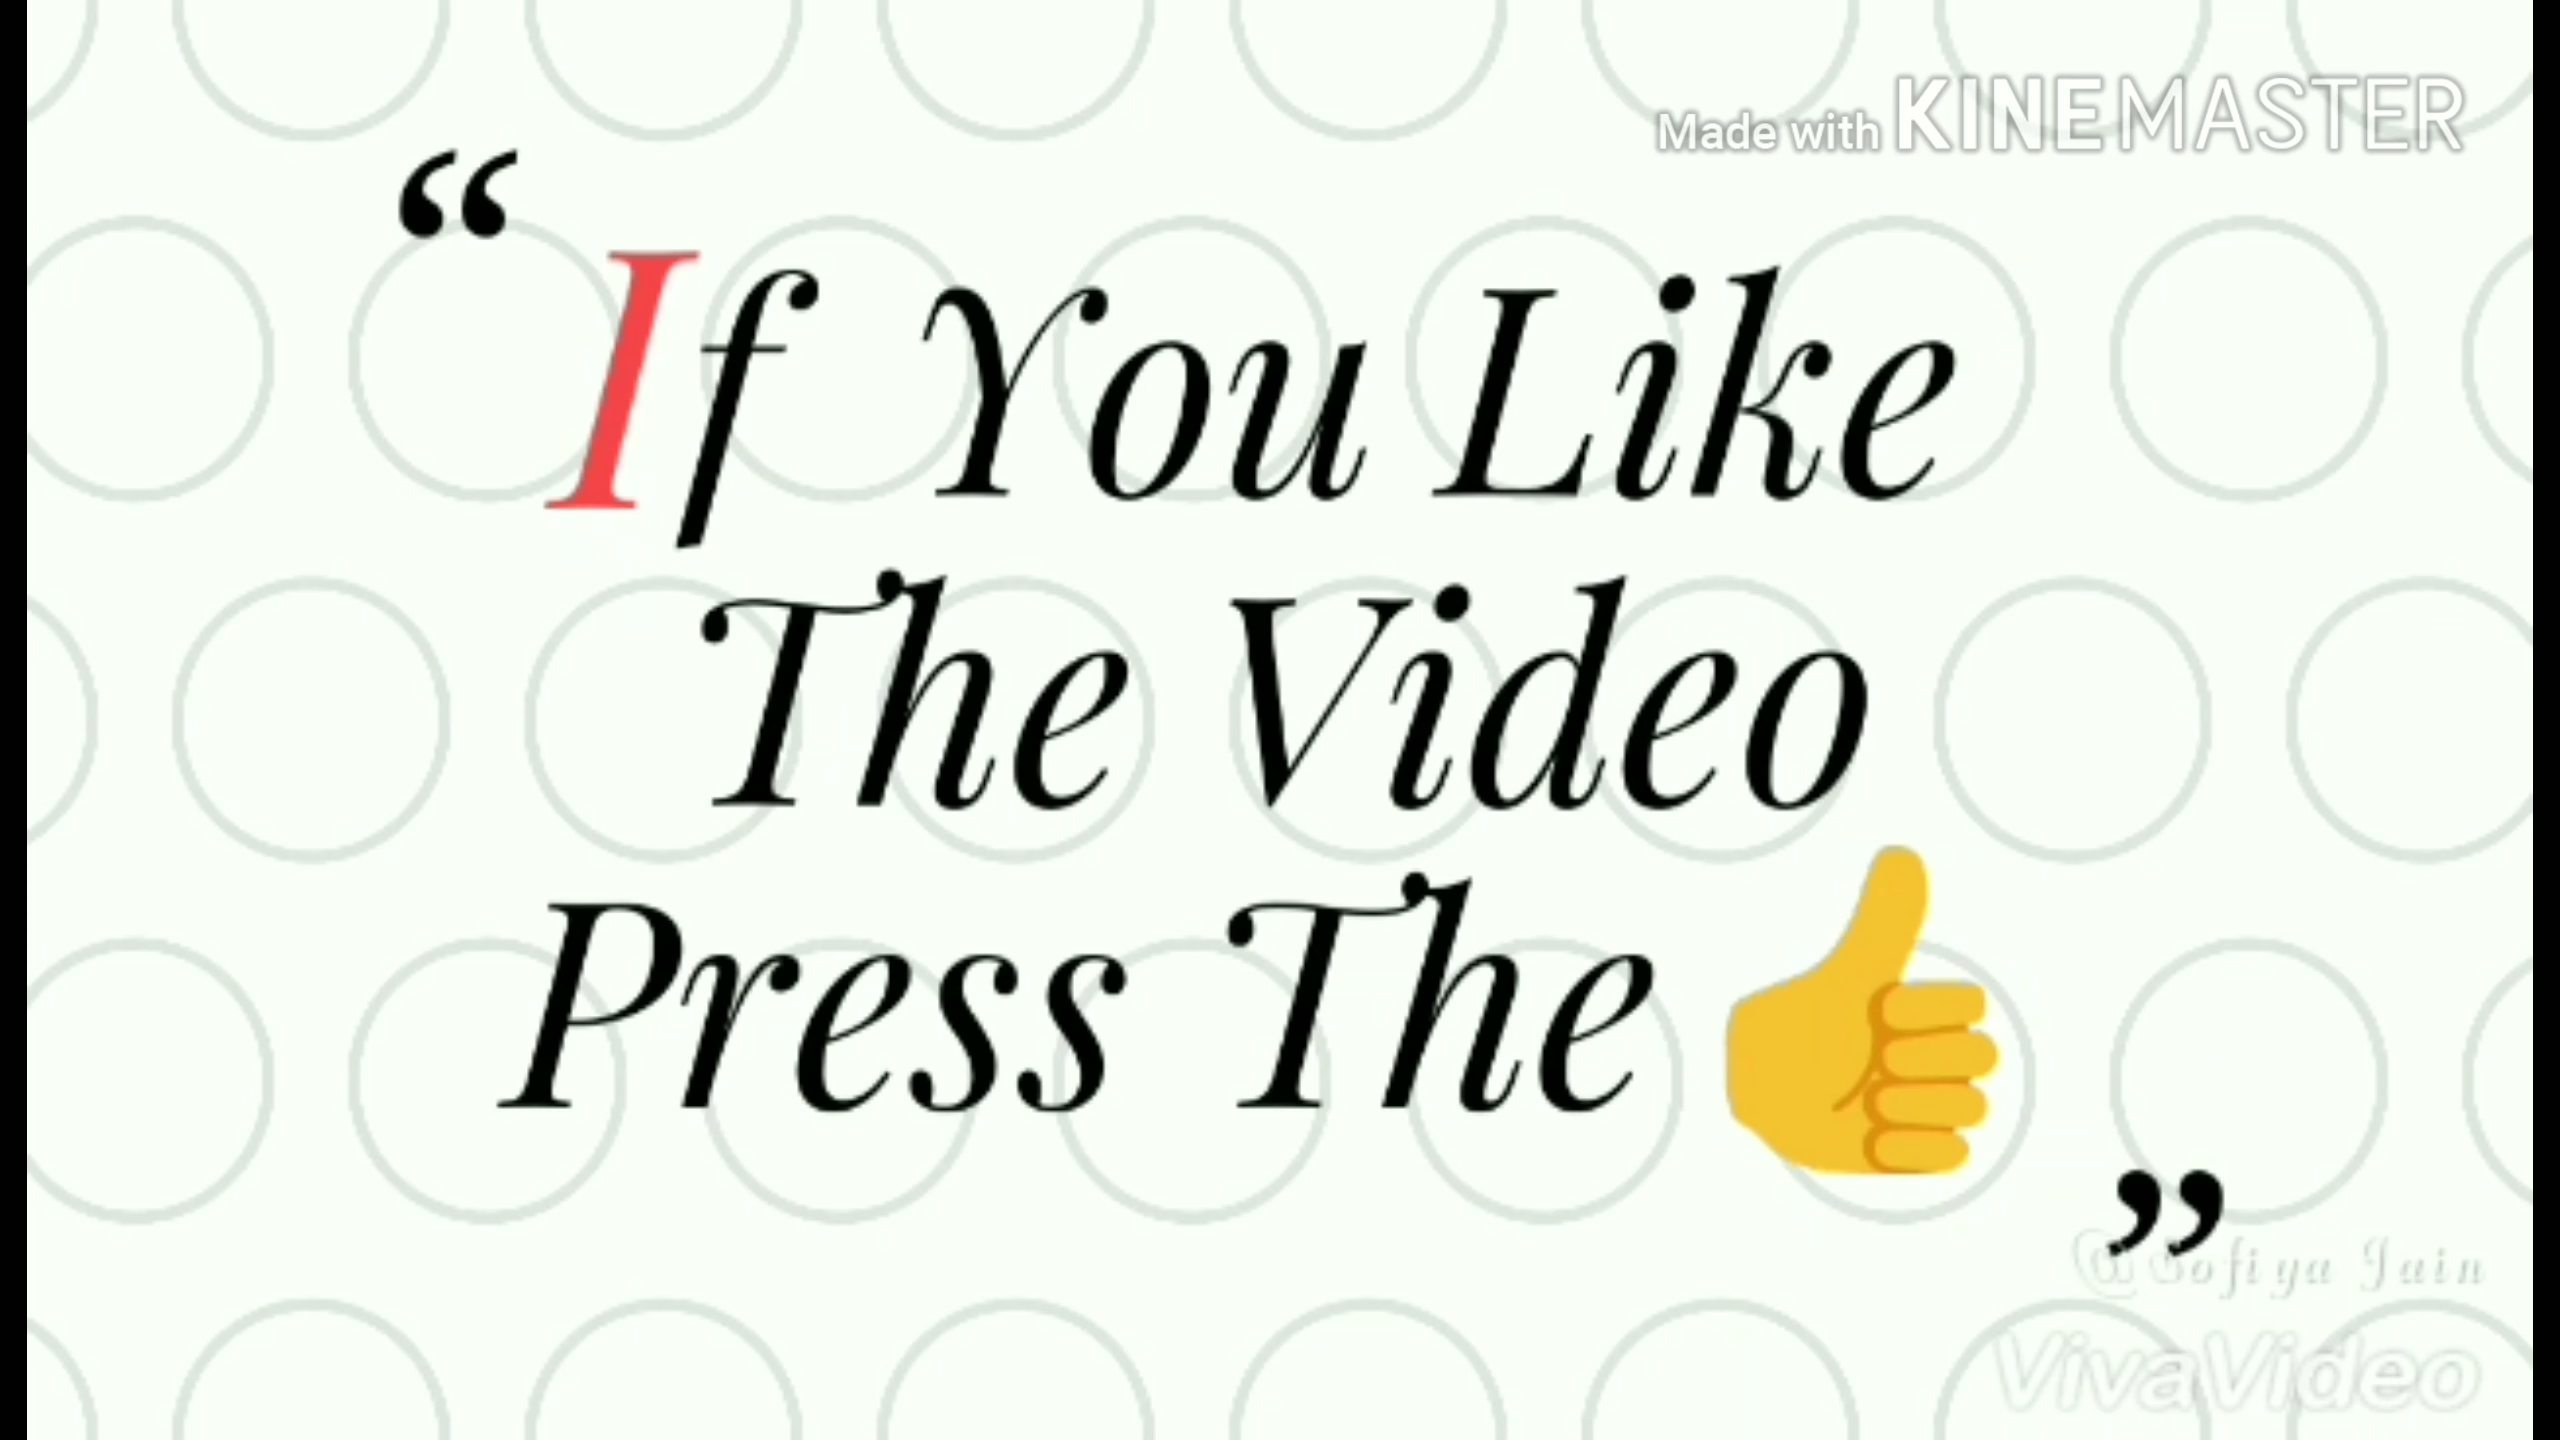 Made with KINEMASTER
“If You Like
The Video
Press The 👍”
@Sofiya Jain
VivaVideo